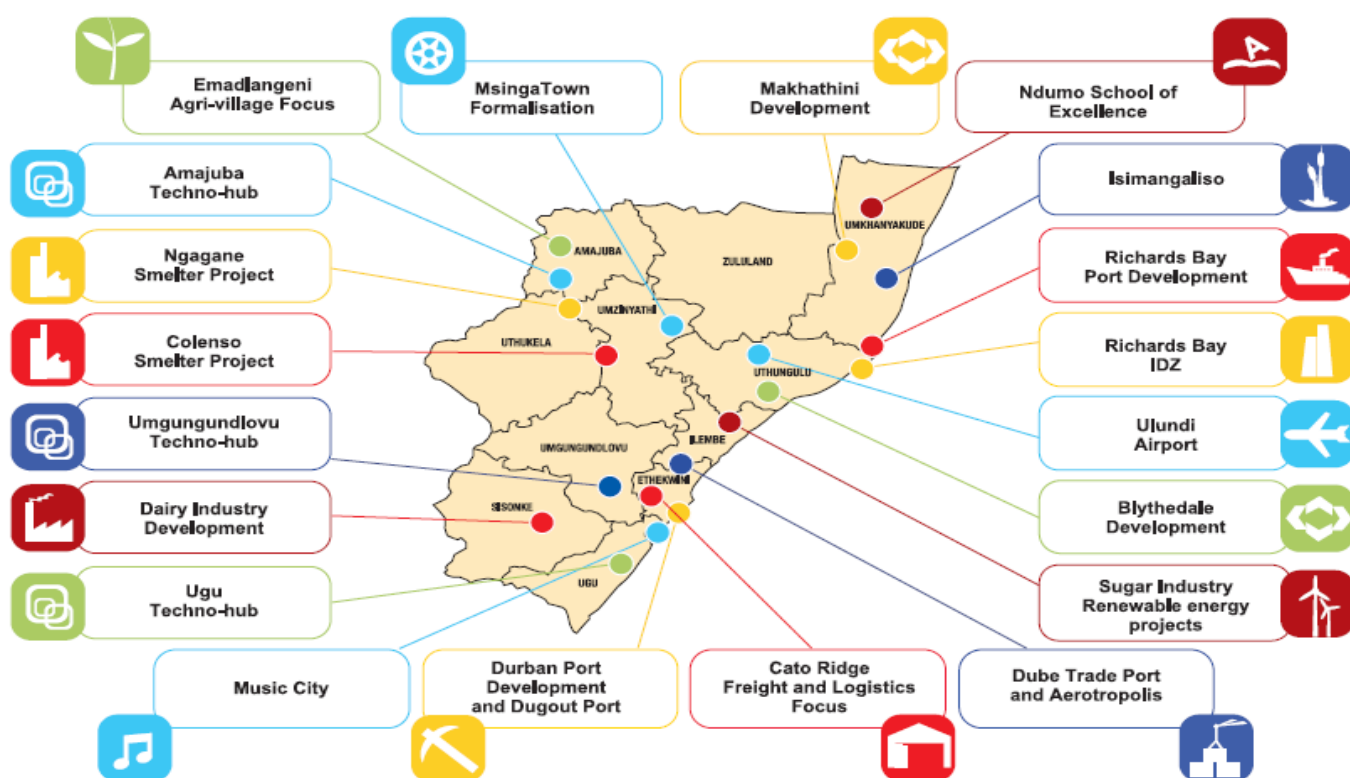 Emadlangeni
Agri-village Focus
MsingaTown
Formalisation
Makhathini
Development
A
Ndumo School of
Excellence
Amajuba
Techno-hub
Isimangaliso
Ngagane
Smelter Project
Richards Bay
Port Development
Colenso
Smelter Project
Richards Bay
IDZ
Umgungundlovu
Techno-hub
Ulundi
Airport
Dairy Industry
Development
Blythedale
Development
Ugu
Techno-hub
Sugar Industry
Renewable energy
projects
UMKHANYAKUDE
AMAJUBA
ZULULAND
UMZINYATHI
UTHUKELA
UTHUNGULU
ILEMBE
UMGUNGUNDLOVU
ETHEKWINI
SISONKE
UGU
Music City
Durban Port
Development
and Dugout Port
Cato Ridge
Freight and Logistics
Focus
Dube Trade Port
and Aerotropolis